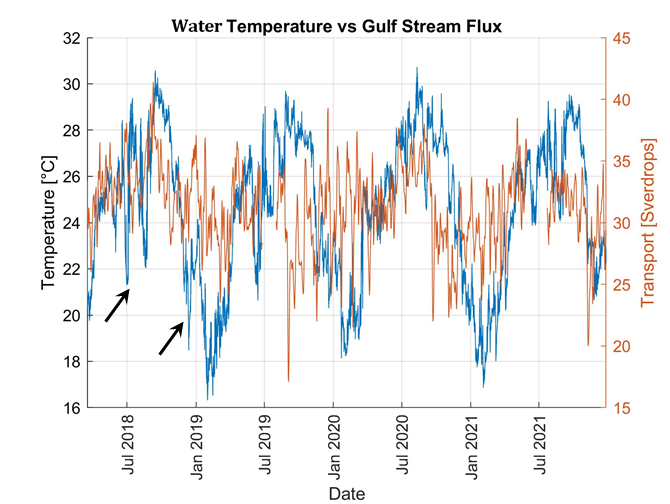 Water Temperature vs Gulf Stream Flux
32
30
28
26
24
22
20
18
16
Temperature [°C]
45
40
35
30
25
20
15
Transport [Sverdrops]
Jul 2018
Jan 2019
Jul 2019
Jan 2020
Jul 2020
Jan 2021
Jul 2021
Date